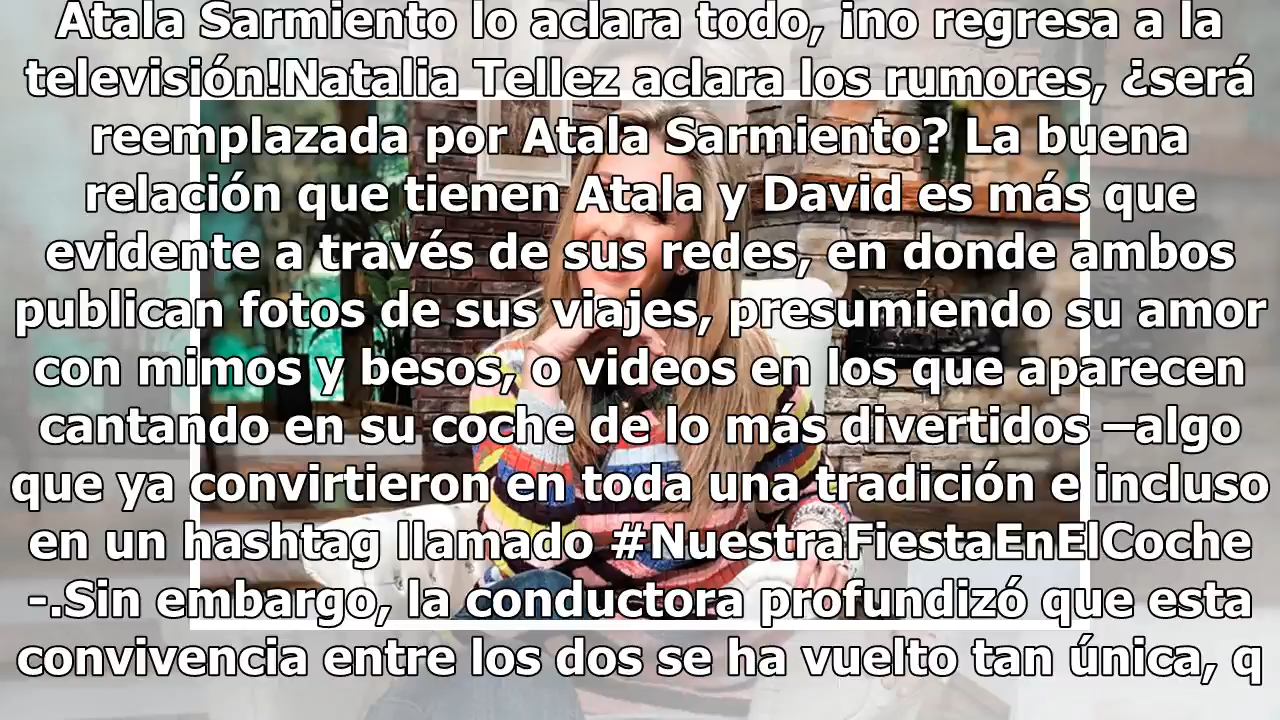 Atala Sarmiento lo aclara todo, ¡no regresa a la
televisión!Natalia Tellez aclara los rumores, ¿será
reemplazada por Atala Sarmiento? La buena
relación que tienen Atala y David es más que
evidente a través de sus redes, en donde ambos
publican fotos de sus viajes, presumiendo su amor
con mimos y besos, o videos en los que aparecen
cantando en su coche de lo más divertidos —algo
que ya convirtieron en toda una tradición e incluso
en un hashtag llamado #NuestraFiestaEnElCoche
-.Sin embargo, la conductora profundizó que esta
convivencia entre los dos se ha vuelto tan única, q